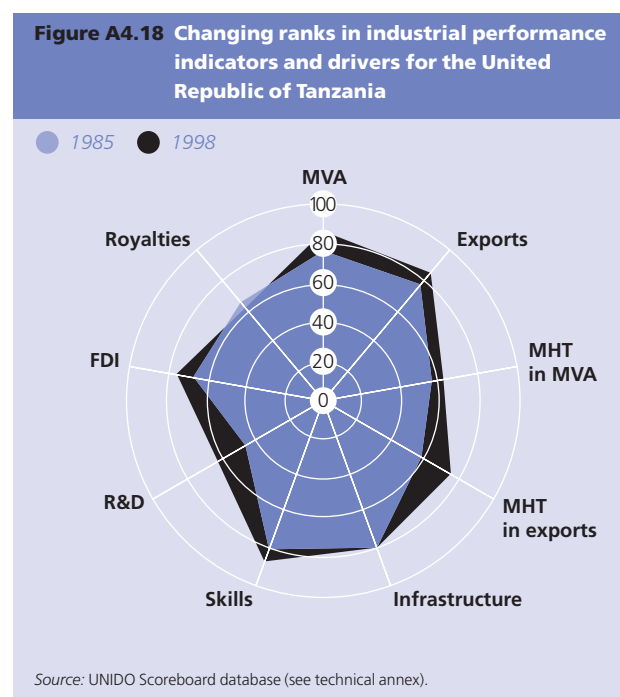 Figure A4.18 Changing ranks in industrial performance
indicators and drivers for the United
Republic of Tanzania
1985 1998
MVA
100
80
60
40
20
0
Royalties
Exports
FDI
MHT
in MVA
R&D
MHT
in exports
Skills
Infrastructure
Source: UNIDO Scoreboard database (see technical annex).